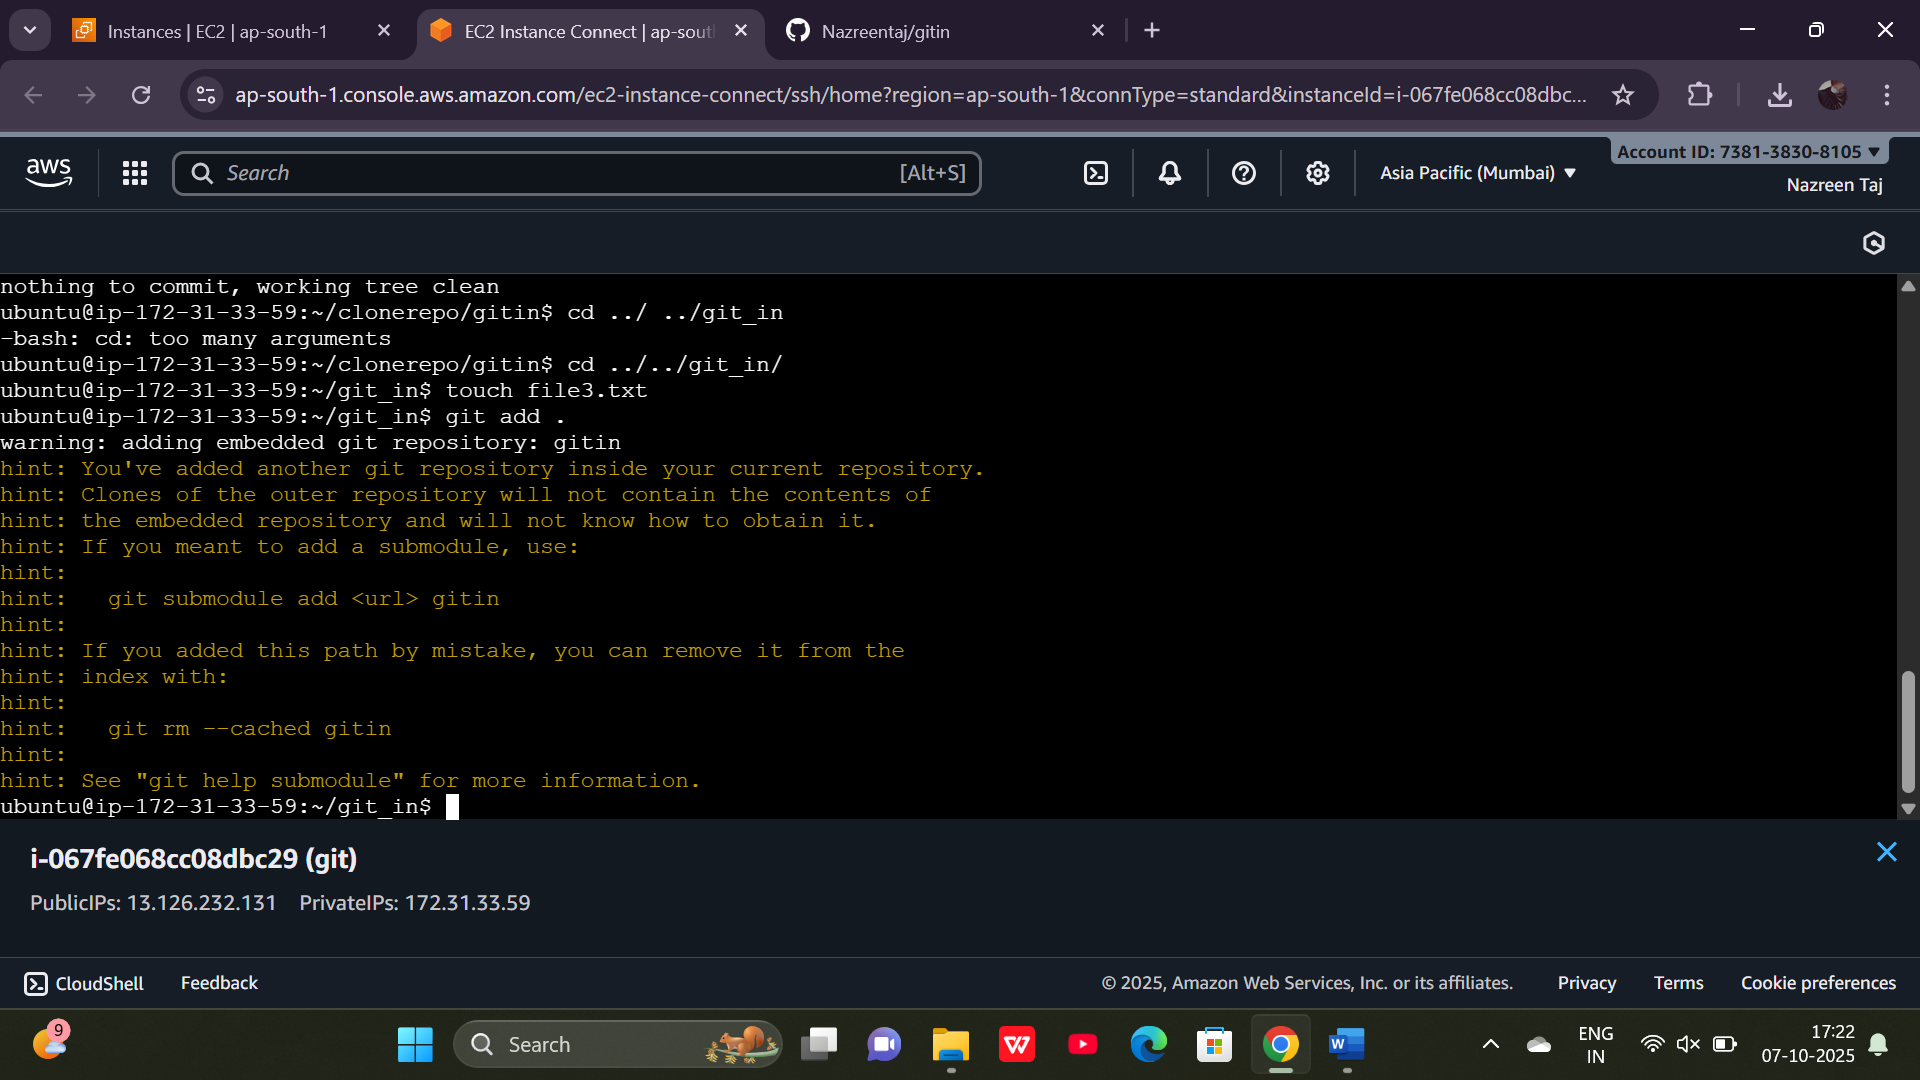 Instances | EC2 | ap-south-1
EC2 Instance Connect | ap-sout
Nazreentaj/gitin
ap-south-1.console.aws.amazon.com/ec2-instance-connect/ssh/home?region=ap-south-1&connType=standard&instanceId=i-067fe068cc08dbc...
aws
Search
[Alt+S]
Asia Pacific (Mumbai)
Account ID: 7381-3830-8105
Nazreen Taj
nothing to commit, working tree clean
ubuntu@ip-172-31-33-59:~/clonerepo/gitin$ cd ../ ../git_in
-bash: cd: too many arguments
ubuntu@ip-172-31-33-59:~/clonerepo/gitin$ cd ../../git_in/
ubuntu@ip-172-31-33-59:~/git_in$ touch file3.txt
ubuntu@ip-172-31-33-59:~/git_in$ git add .
warning: adding embedded git repository: gitin
hint: You've added another git repository inside your current repository.
hint: Clones of the outer repository will not contain the contents of
hint: the embedded repository and will not know how to obtain it.
hint: If you meant to add a submodule, use:
hint:
hint:   git submodule add <url> gitin
hint:
hint: If you added this path by mistake, you can remove it from the
hint: index with:
hint:
hint:   git rm --cached gitin
hint:
hint: See "git help submodule" for more information.
ubuntu@ip-172-31-33-59:~/git_in$
i-067fe068cc08dbc29 (git)
PublicIPs: 13.126.232.131    PrivateIPs: 172.31.33.59
CloudShell
Feedback
© 2025, Amazon Web Services, Inc. or its affiliates.
Privacy
Terms
Cookie preferences
9
Search
W
ENG
IN
17:22
07-10-2025